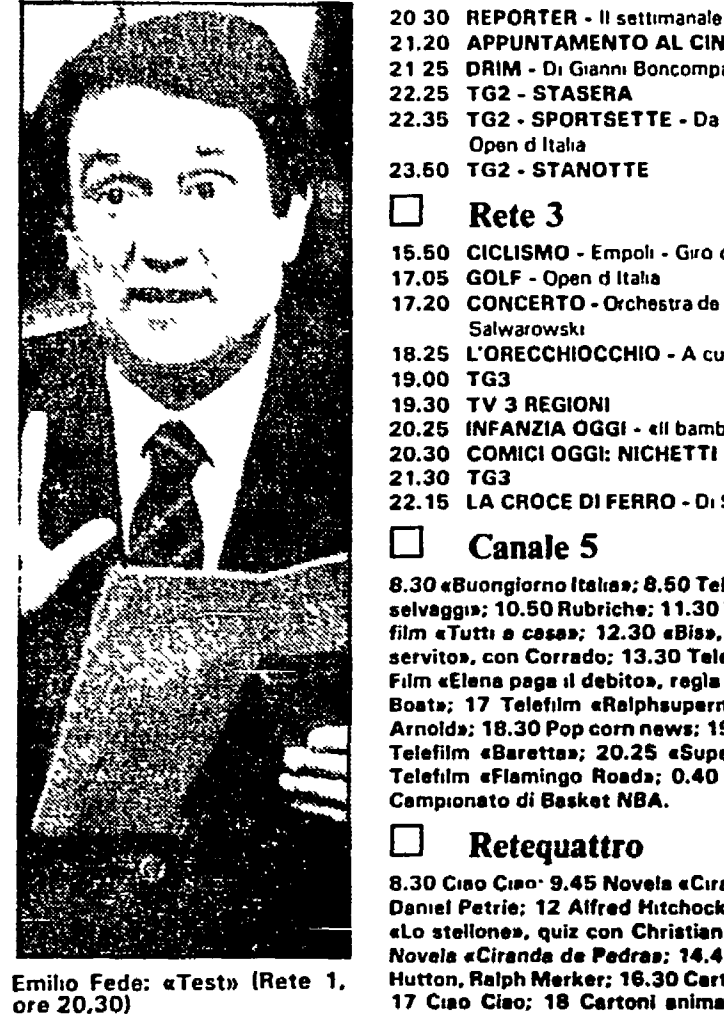 Emilio Fede: «Test» (Rete 1,
ore 20,30)
20 30 REPORTER - Il settimanale
21.20 APPUNTAMENTO AL CIN
21 25 DRIM - Di Gianni Boncompa
22.25 TG2 - STASERA
22.35 TG2 - SPORTSETTE - Da
Open d Italia
23.50 TG2 - STANOTTE
□ Rete 3
15.50 CICLISMO - Empoli - Giro d
17.05 GOLF - Open d Italia
17.20 CONCERTO - Orchestra de
Salwarowski
18.25 L'ORECCHIOCCHIO - A cu
19.00 TG3
19.30 TV 3 REGIONI
20.25 INFANZIA OGGI - «Il bamb
20.30 COMICI OGGI: NICHETTI
21.30 TG3
22.15 LA CROCE DI FERRO - Di S
□ Canale 5
8.30 «Buongiorno Italia»; 8.50 Tel
selvaggi»; 10.50 Rubriche; 11.30
film «Tutti a casa»; 12.30 «Bis»,
servito», con Corrado; 13.30 Tele
Film «Elena paga il debito», regia
Boat»; 17 Telefilm «Ralphsuperm
Arnold»; 18.30 Pop corn news; 19
Telefilm «Baretta»; 20.25 «Supe
Telefilm «Flamingo Road»; 0.40
Campionato di Basket NBA.
□ Retequattro
8.30 Ciao Ciao· 9.45 Novela «Cira
Daniel Petrie; 12 Alfred Hitchock
«Lo stellone», quiz con Christian
Novela «Ciranda de Pedra»; 14.4
Hutton, Ralph Merker; 16.30 Cart
17 Ciao Ciao; 18 Cartoni anima